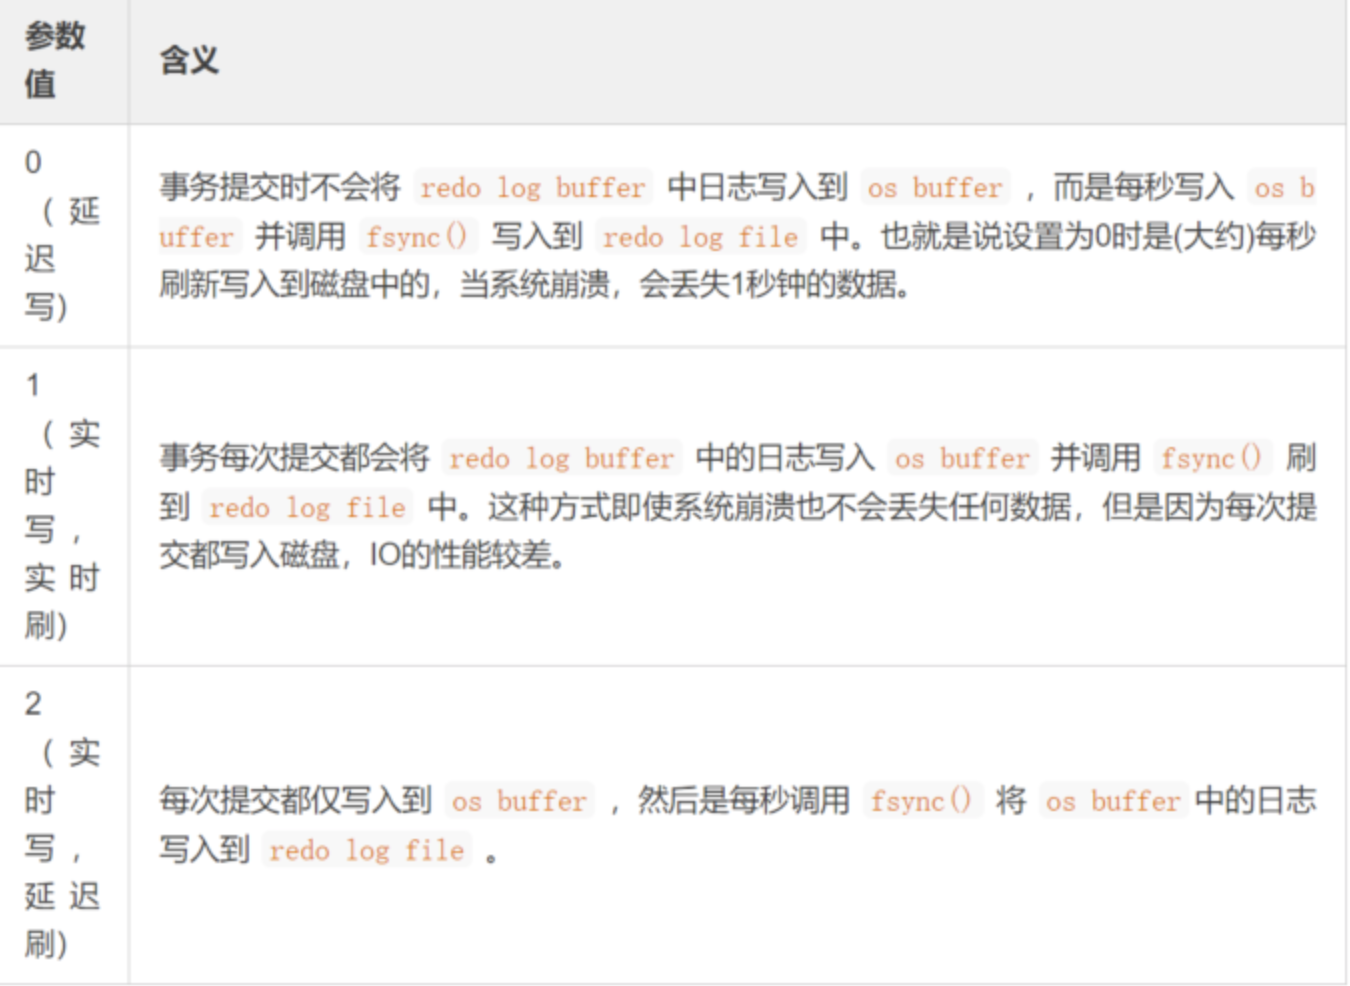 参数
值
含义
0
（延
迟
写)
事务提交时不会将 redo log buffer 中日志写入到 os buffer ，而是每秒写入 os b
uffer 并调用 fsync() 写入到 redo log file 中。也就是说设置为0时是(大约)每秒
刷新写入到磁盘中的，当系统崩溃，会丢失1秒钟的数据。
1
（实
时
写，
实时
刷)
事务每次提交都会将 redo log buffer 中的日志写入 os buffer 并调用 fsync() 刷
到 redo log file 中。这种方式即使系统崩溃也不会丢失任何数据，但是因为每次提
交都写入磁盘，IO的性能较差。
2
（实
时
写，
延迟
刷)
每次提交都仅写入到 os buffer ，然后是每秒调用 fsync() 将 os buffer 中的日志
写入到 redo log file 。